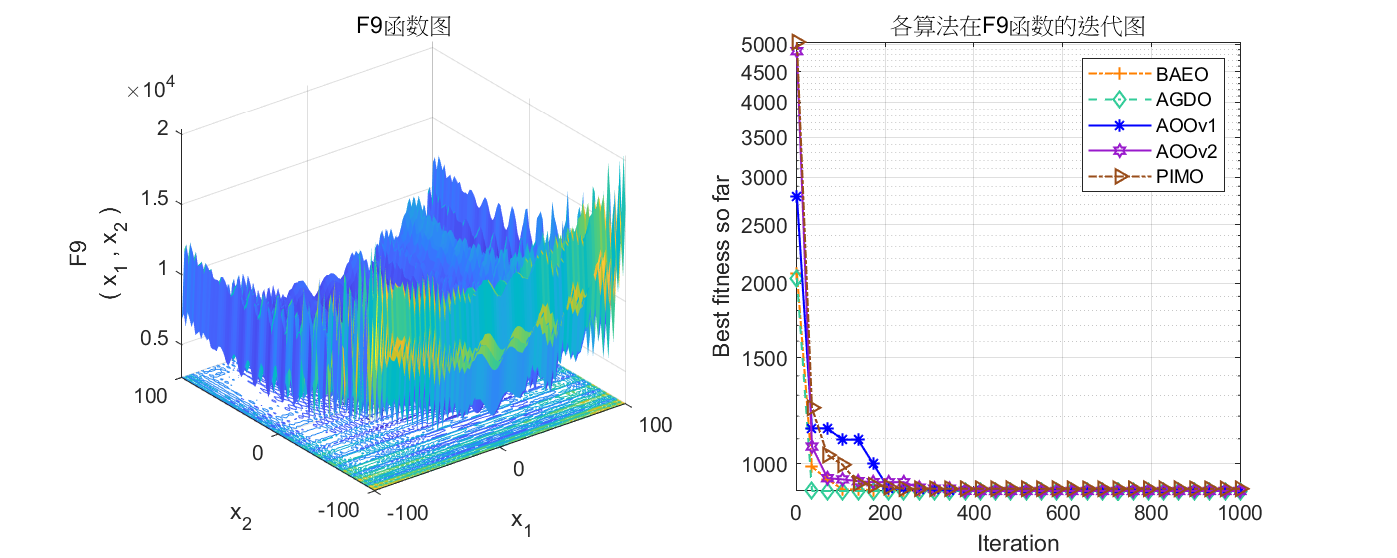 F9函数图
×10⁴
2
1.5
1
0.5
F9
( x₁ , x₂ )
100
0
-100
x₂
-100
0
100
x₁
各算法在F9函数的迭代图
5000
4500
4000
3500
3000
2500
2000
1500
1000
Best fitness so far
BAEO
AGDO
AOOv1
AOOv2
PIMO
0 200 400 600 800 1000
Iteration